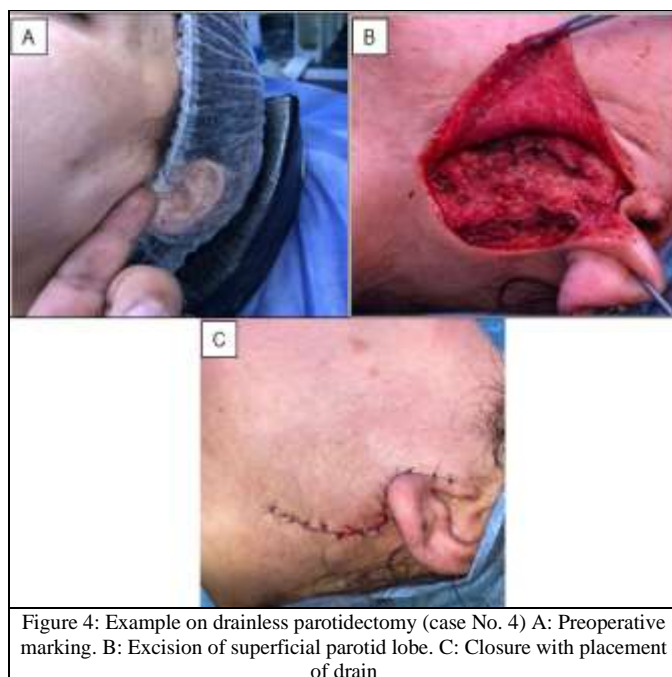 A
B
C
Figure 4: Example on drainless parotidectomy (case No. 4) A: Preoperative
marking. B: Excision of superficial parotid lobe. C: Closure with placement
of drain